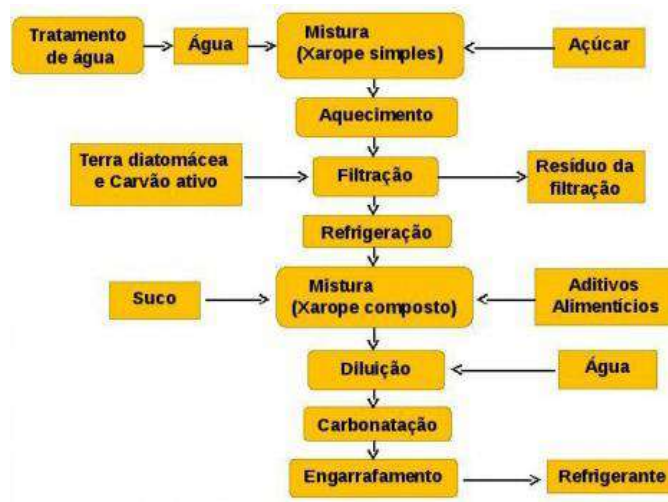 Tratamento
de água
Água
Mistura
(Xarope simples)
Açúcar
Aquecimento
Terra diatomácea
e Carvão ativo
Filtração
Resíduo da
filtração
Refrigeração
Suco
Mistura
(Xarope composto)
Aditivos
Alimentícios
Diluição
Água
Carbonatação
Engarrafamento
Refrigerante